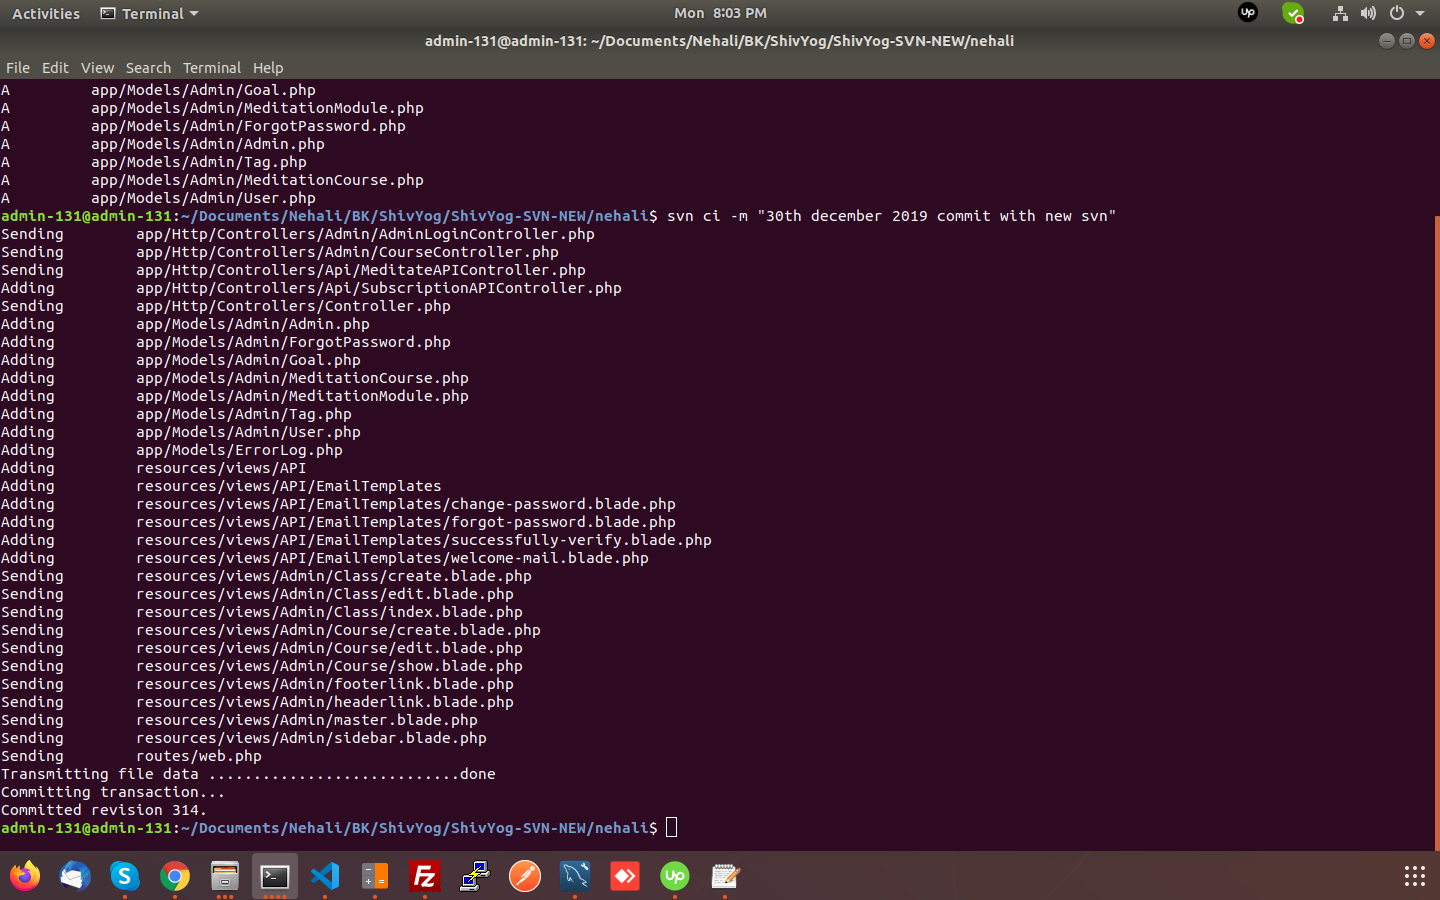 Activities Terminal Mon 8:03 PM
admin-131@admin-131: ~/Documents/Nehali/BK/ShivYog/ShivYog-SVN-NEW/nehali
File Edit View Search Terminal Help
A app/Models/Admin/Goal.php
A app/Models/Admin/MeditationModule.php
A app/Models/Admin/ForgotPassword.php
A app/Models/Admin/Admin.php
A app/Models/Admin/Tag.php
A app/Models/Admin/MeditationCourse.php
A app/Models/Admin/User.php
admin-131@admin-131:~/Documents/Nehali/BK/ShivYog/ShivYog-SVN-NEW/nehali$ svn ci -m "30th december 2019 commit with new svn"
Sending app/Http/Controllers/Admin/AdminLoginController.php
Sending app/Http/Controllers/Admin/CourseController.php
Sending app/Http/Controllers/Api/MeditateAPIController.php
Adding app/Http/Controllers/Api/SubscriptionAPIController.php
Sending app/Http/Controllers/Controller.php
Adding app/Models/Admin/Admin.php
Adding app/Models/Admin/ForgotPassword.php
Adding app/Models/Admin/Goal.php
Adding app/Models/Admin/MeditationCourse.php
Adding app/Models/Admin/MeditationModule.php
Adding app/Models/Admin/Tag.php
Adding app/Models/Admin/User.php
Adding app/Models/ErrorLog.php
Adding resources/views/API
Adding resources/views/API/EmailTemplates
Adding resources/views/API/EmailTemplates/change-password.blade.php
Adding resources/views/API/EmailTemplates/forgot-password.blade.php
Adding resources/views/API/EmailTemplates/successfully-verify.blade.php
Adding resources/views/API/EmailTemplates/welcome-mail.blade.php
Sending resources/views/Admin/Class/create.blade.php
Sending resources/views/Admin/Class/edit.blade.php
Sending resources/views/Admin/Class/index.blade.php
Sending resources/views/Admin/Course/create.blade.php
Sending resources/views/Admin/Course/edit.blade.php
Sending resources/views/Admin/Course/show.blade.php
Sending resources/views/Admin/footerlink.blade.php
Sending resources/views/Admin/headerlink.blade.php
Sending resources/views/Admin/master.blade.php
Sending resources/views/Admin/sidebar.blade.php
Sending routes/web.php
Transmitting file data ............................done
Committing transaction...
Committed revision 314.
admin-131@admin-131:~/Documents/Nehali/BK/ShivYog/ShivYog-SVN-NEW/nehali$